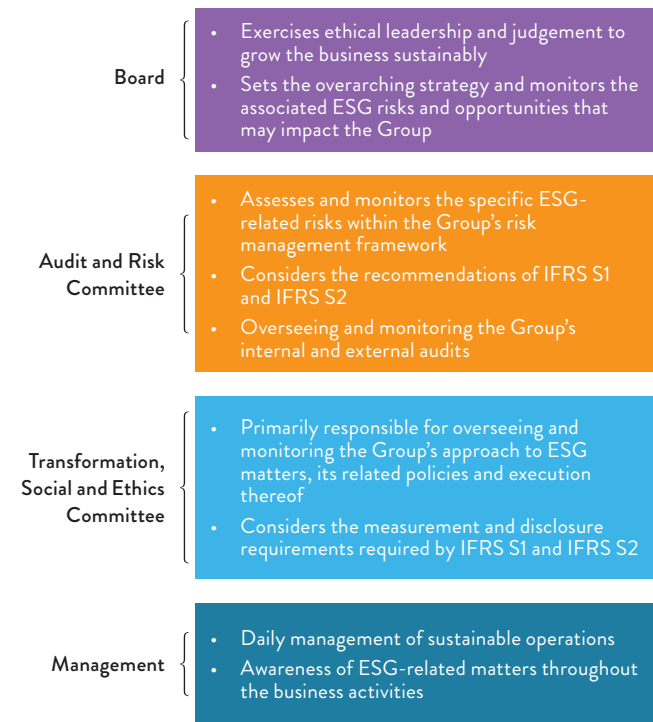 Board
• Exercises ethical leadership and judgement to
grow the business sustainably
• Sets the overarching strategy and monitors the
associated ESG risks and opportunities that
may impact the Group
Audit and Risk
Committee
• Assesses and monitors the specific ESG-
related risks within the Group's risk
management framework
• Considers the recommendations of IFRS S1
and IFRS S2
• Overseeing and monitoring the Group's
internal and external audits
Transformation,
Social and Ethics
Committee
• Primarily responsible for overseeing and
monitoring the Group's approach to ESG
matters, its related policies and execution
thereof
• Considers the measurement and disclosure
requirements required by IFRS S1 and IFRS S2
Management
• Daily management of sustainable operations
• Awareness of ESG-related matters throughout
the business activities